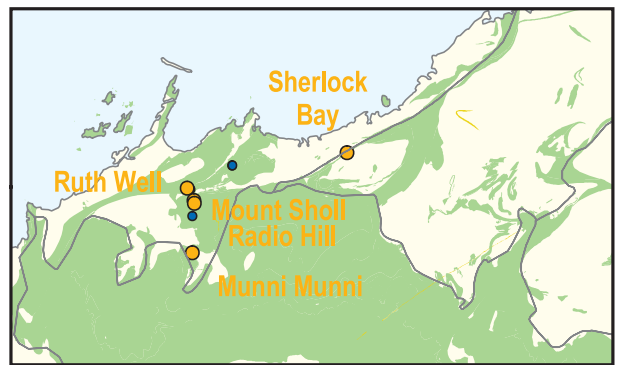 Sherlock
Bay
Ruth Well
Mount Sholl
Radio Hill
Munni Munni